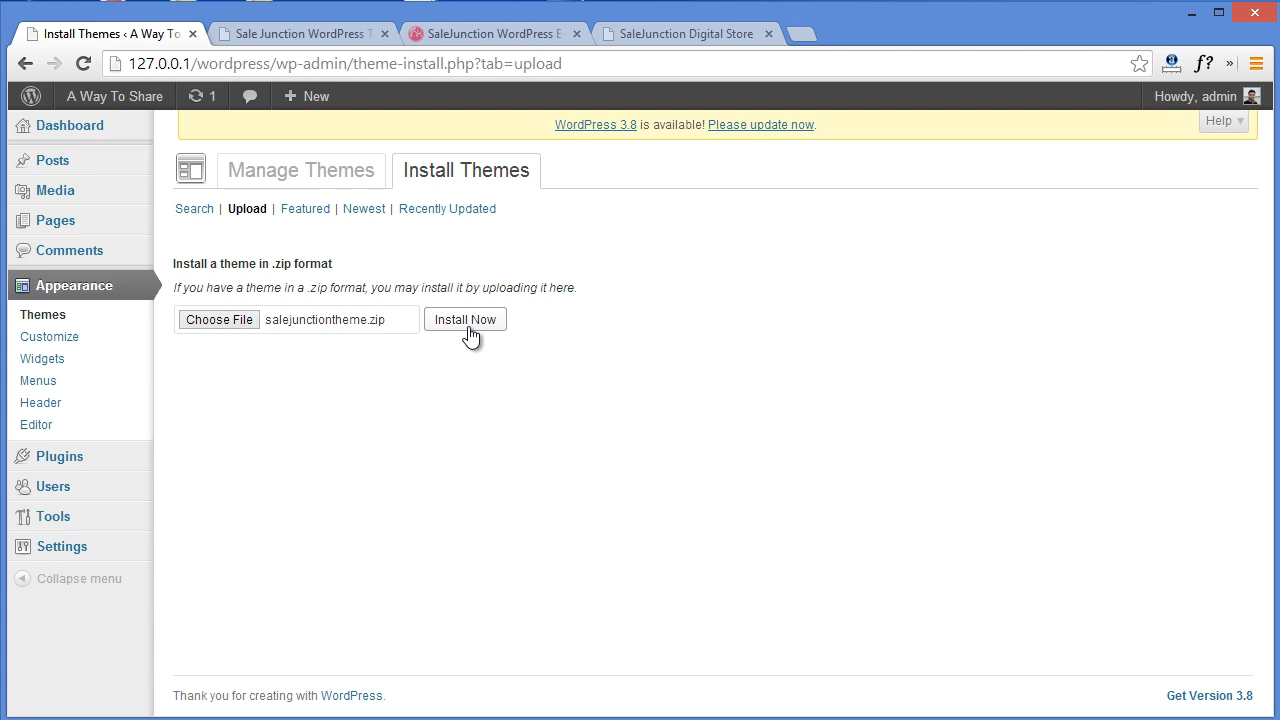 Install Themes ‹ A Way To
Sale Junction WordPress T
SaleJunction WordPress E
SaleJunction Digital Store
127.0.0.1/wordpress/wp-admin/theme-install.php?tab=upload
f? »
A Way To Share
1
New
Howdy, admin
Dashboard
WordPress 3.8 is available! Please update now.
Help
Posts
Manage Themes
Install Themes
Media
Search | Upload | Featured | Newest | Recently Updated
Pages
Comments
Install a theme in .zip format
Appearance
If you have a theme in a .zip format, you may install it by uploading it here.
Themes
Choose File salejunctiontheme.zip Install Now
Customize
Widgets
Menus
Header
Editor
Plugins
Users
Tools
Settings
Collapse menu
Thank you for creating with WordPress.
Get Version 3.8